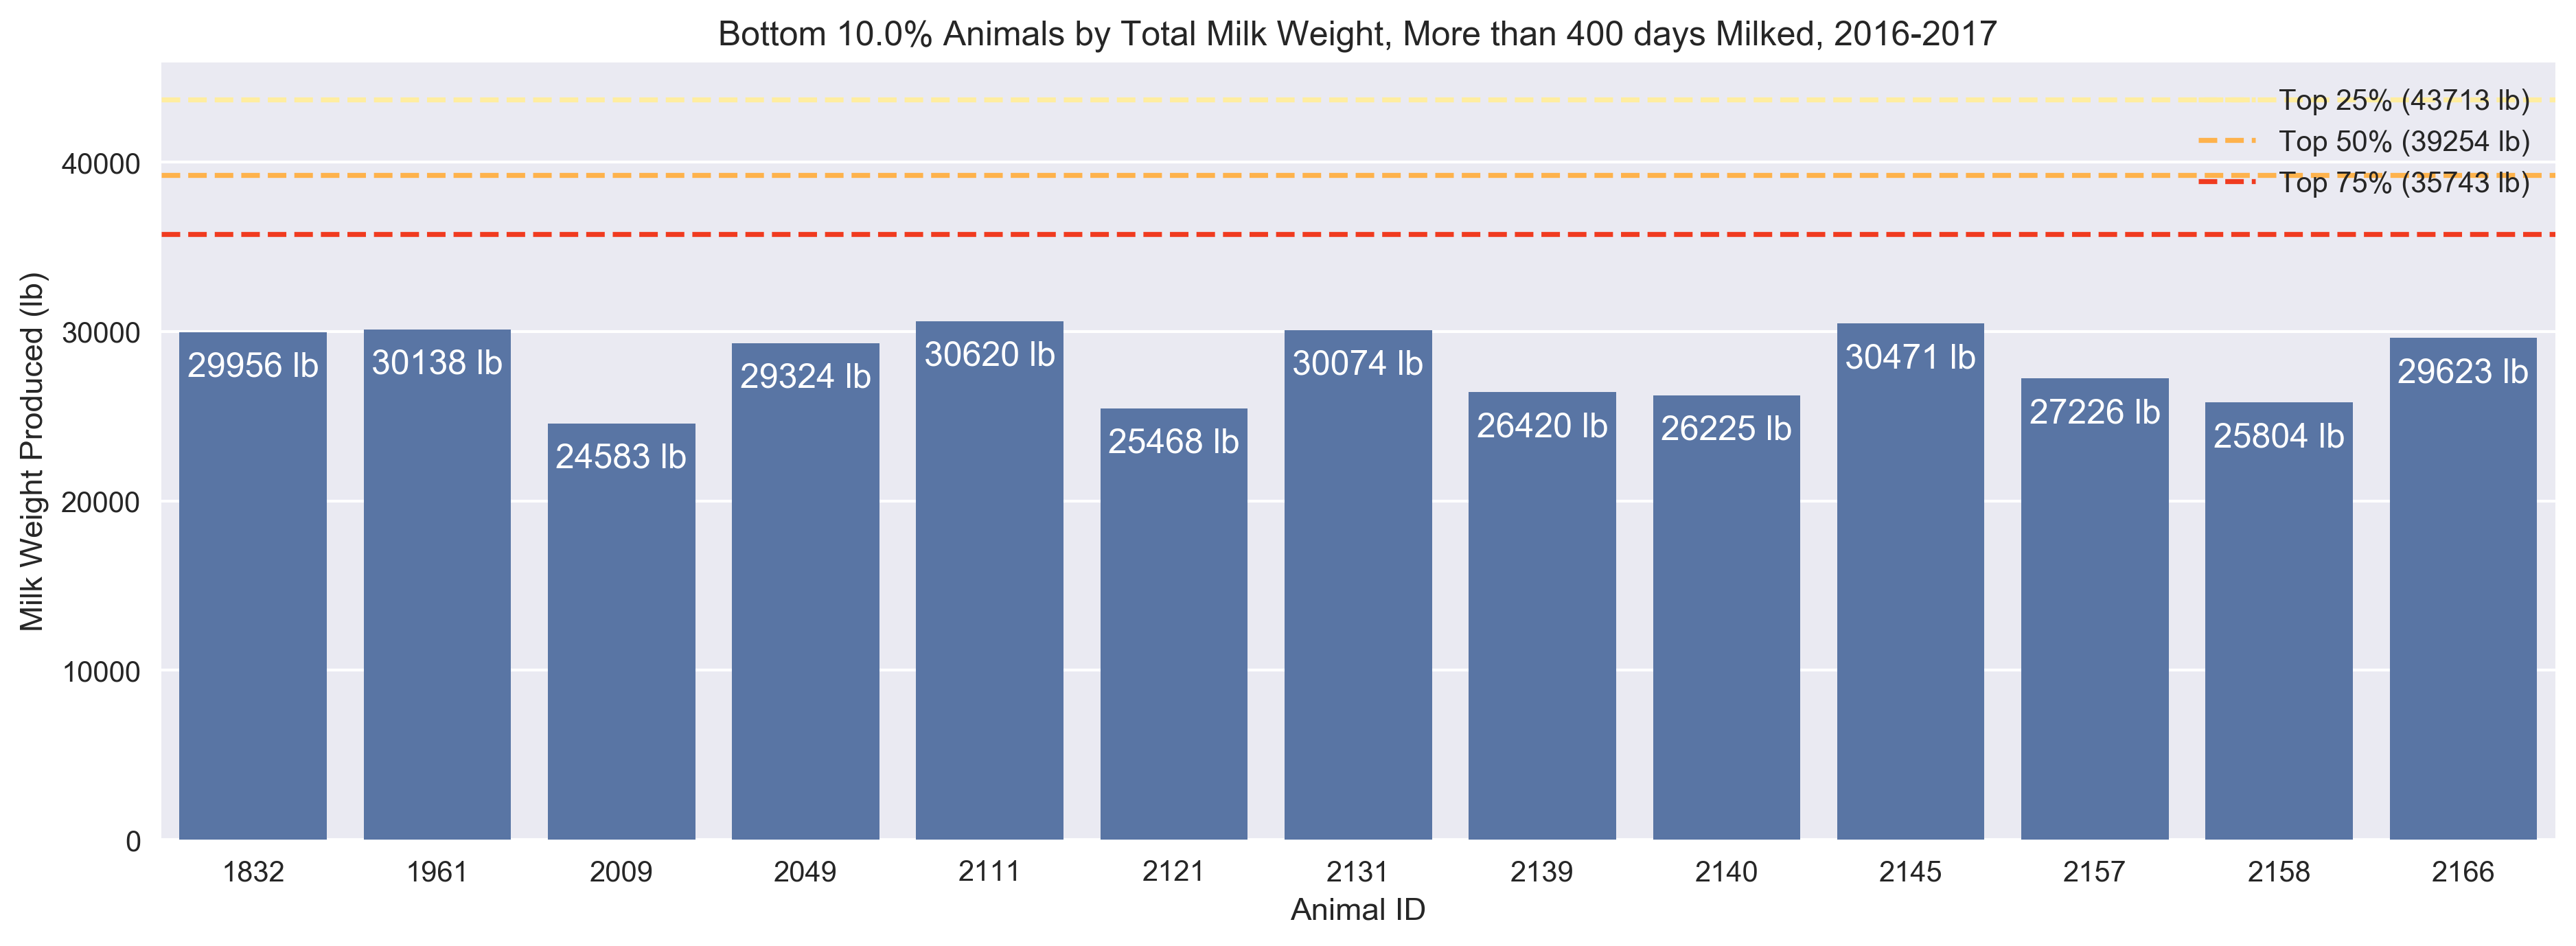 Bottom 10.0% Animals by Total Milk Weight, More than 400 days Milked, 2016-2017
Top 25% (43713 lb)
Top 50% (39254 lb)
Top 75% (35743 lb)
Milk Weight Produced (lb)
40000
30000
20000
10000
0
29956 lb
30138 lb
24583 lb
29324 lb
30620 lb
25468 lb
30074 lb
26420 lb
26225 lb
30471 lb
27226 lb
25804 lb
29623 lb
1832 1961 2009 2049 2111 2121 2131 2139 2140 2145 2157 2158 2166
Animal ID